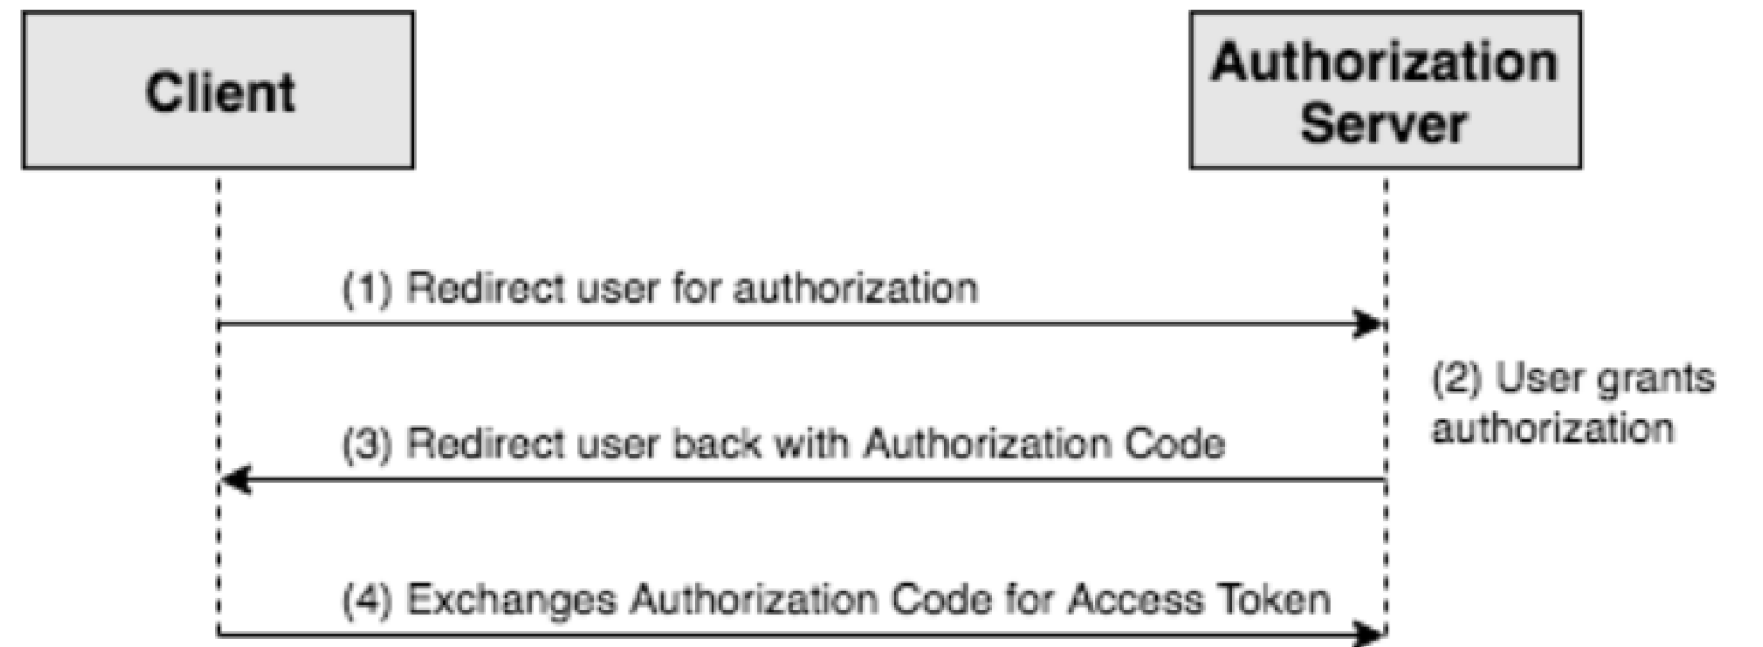 Client
Authorization
Server
(1) Redirect user for authorization
(2) User grants
authorization
(3) Redirect user back with Authorization Code
(4) Exchanges Authorization Code for Access Token